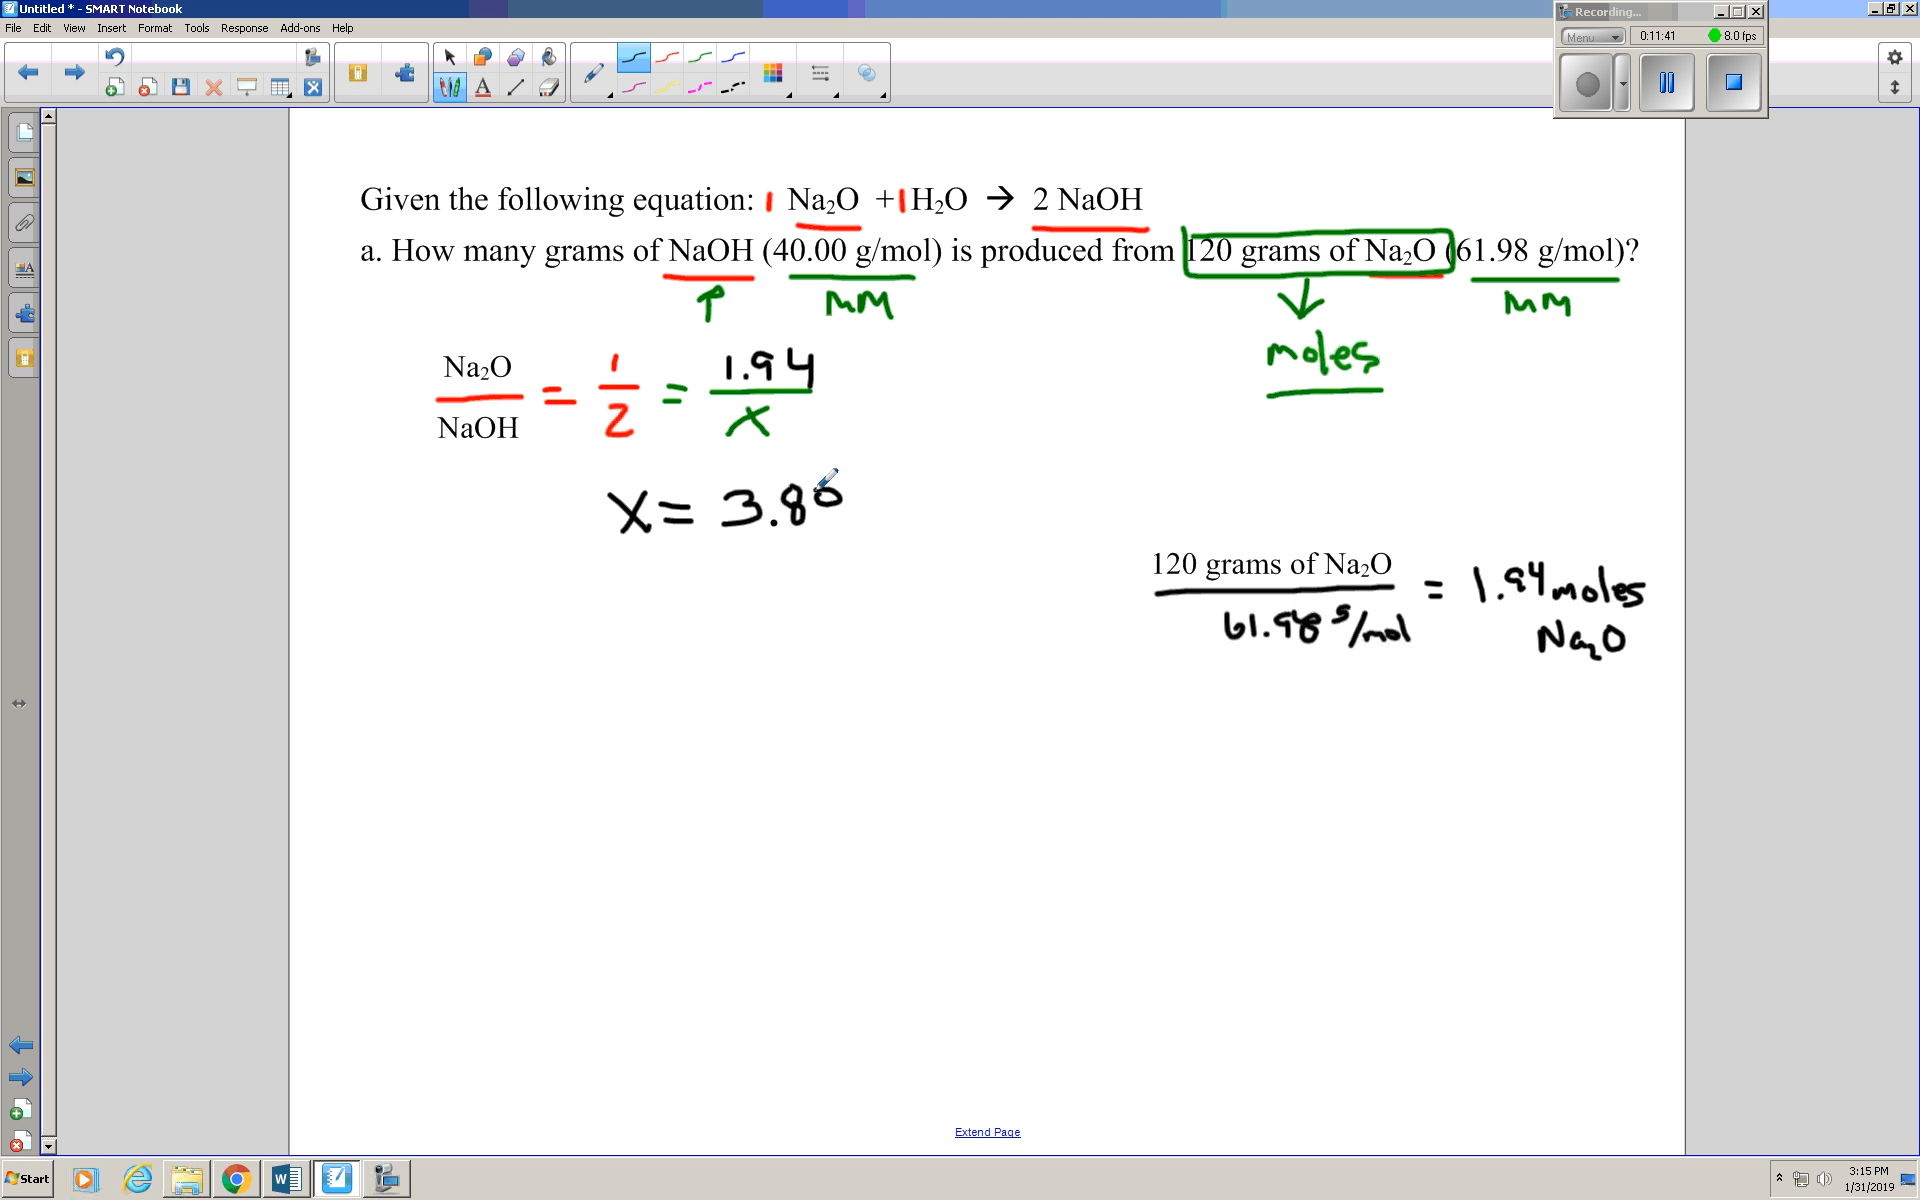 Untitled * - SMART Notebook
File Edit View Insert Format Tools Response Add-ons Help
Recording...
Menu 0:11:41 8.0 fps
Given the following equation: 1 Na₂O + 1 H₂O → 2 NaOH
a. How many grams of NaOH (40.00 g/mol) is produced from 120 grams of Na₂O (61.98 g/mol)?
↑ MM ↓ MM
moles
Na₂O = 1 = 1.94
NaOH 2 X
X = 3.8
120 grams of Na₂O = 1.94 moles
61.98 g/mol Na₂O
Extend Page
Start
3:15 PM
1/31/2019